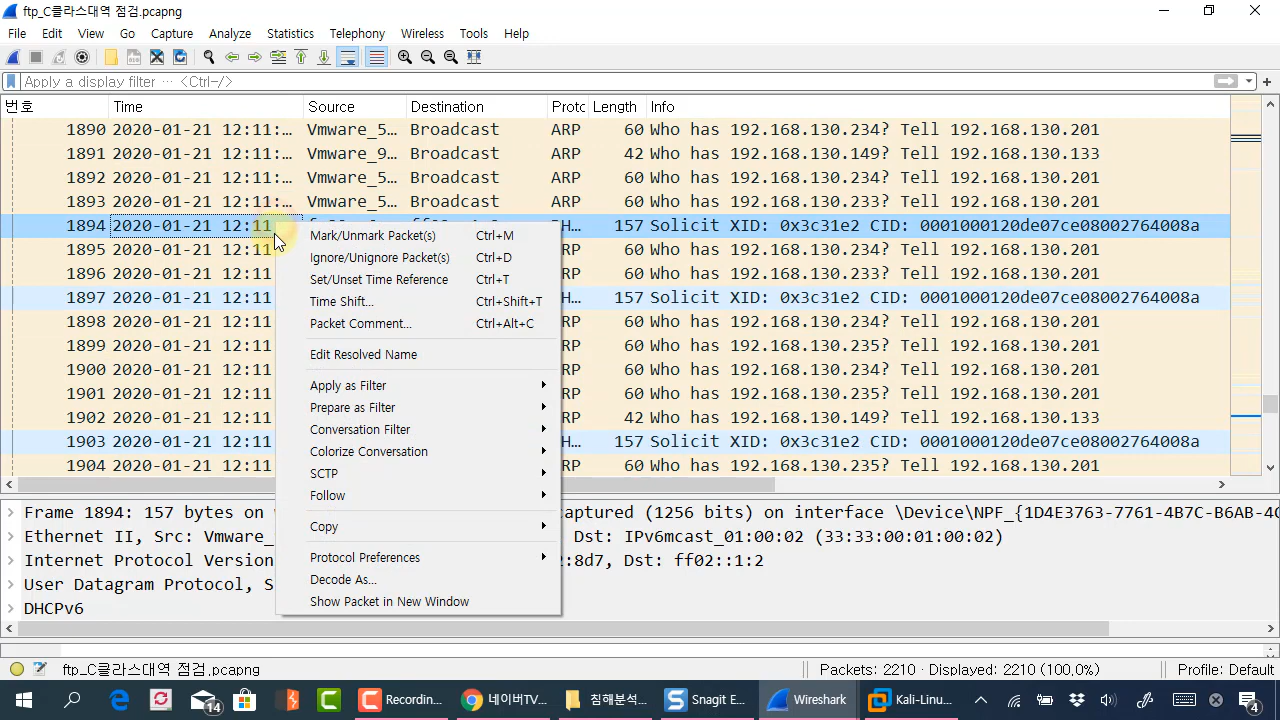 ftp_C클라스대역 점검.pcapng
File Edit View Go Capture Analyze Statistics Telephony Wireless Tools Help
Apply a display filter ··· <Ctrl-/>
번호 Time Source Destination Protc Length Info
1890 2020-01-21 12:11:… Vmware_5… Broadcast ARP 60 Who has 192.168.130.234? Tell 192.168.130.201
1891 2020-01-21 12:11:… Vmware_9… Broadcast ARP 42 Who has 192.168.130.149? Tell 192.168.130.133
1892 2020-01-21 12:11:… Vmware_5… Broadcast ARP 60 Who has 192.168.130.234? Tell 192.168.130.201
1893 2020-01-21 12:11:… Vmware_5… Broadcast ARP 60 Who has 192.168.130.233? Tell 192.168.130.201
1894 2020-01-21 12:11 H… 157 Solicit XID: 0x3c31e2 CID: 0001000120de07ce08002764008a
1895 2020-01-21 12:11 RP 60 Who has 192.168.130.234? Tell 192.168.130.201
1896 2020-01-21 12:11 RP 60 Who has 192.168.130.233? Tell 192.168.130.201
1897 2020-01-21 12:11 H… 157 Solicit XID: 0x3c31e2 CID: 0001000120de07ce08002764008a
1898 2020-01-21 12:11 RP 60 Who has 192.168.130.234? Tell 192.168.130.201
1899 2020-01-21 12:11 RP 60 Who has 192.168.130.235? Tell 192.168.130.201
1900 2020-01-21 12:11 RP 60 Who has 192.168.130.234? Tell 192.168.130.201
1901 2020-01-21 12:11 RP 60 Who has 192.168.130.235? Tell 192.168.130.201
1902 2020-01-21 12:11 RP 42 Who has 192.168.130.149? Tell 192.168.130.133
1903 2020-01-21 12:11 H… 157 Solicit XID: 0x3c31e2 CID: 0001000120de07ce08002764008a
1904 2020-01-21 12:11 RP 60 Who has 192.168.130.235? Tell 192.168.130.201
Mark/Unmark Packet(s) Ctrl+M
Ignore/Unignore Packet(s) Ctrl+D
Set/Unset Time Reference Ctrl+T
Time Shift... Ctrl+Shift+T
Packet Comment... Ctrl+Alt+C
Edit Resolved Name
Apply as Filter
Prepare as Filter
Conversation Filter
Colorize Conversation
SCTP
Follow
Copy
Protocol Preferences
Decode As...
Show Packet in New Window
Frame 1894: 157 bytes on captured (1256 bits) on interface \Device\NPF_{1D4E3763-7761-4B7C-B6AB-4C
Ethernet II, Src: Vmware_ Dst: IPv6mcast_01:00:02 (33:33:00:01:00:02)
Internet Protocol Version 2:8d7, Dst: ff02::1:2
User Datagram Protocol, S
DHCPv6
ftp_C클라스대역 점검.pcapng Packets: 2210 · Displayed: 2210 (100.0%) Profile: Default
14 Recordin... 네이버TV... 침해분석... Snagit E... Wireshark Kali-Linu... 4